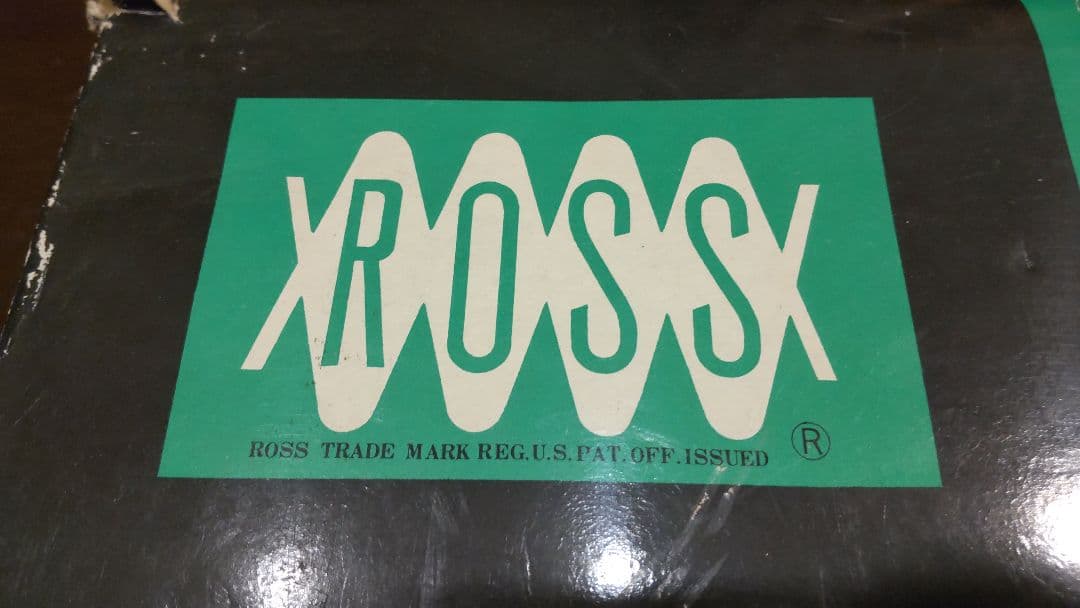 ROSS
ROSS TRADE MARK REG.U.S.PAT.OFF.ISSUED ®